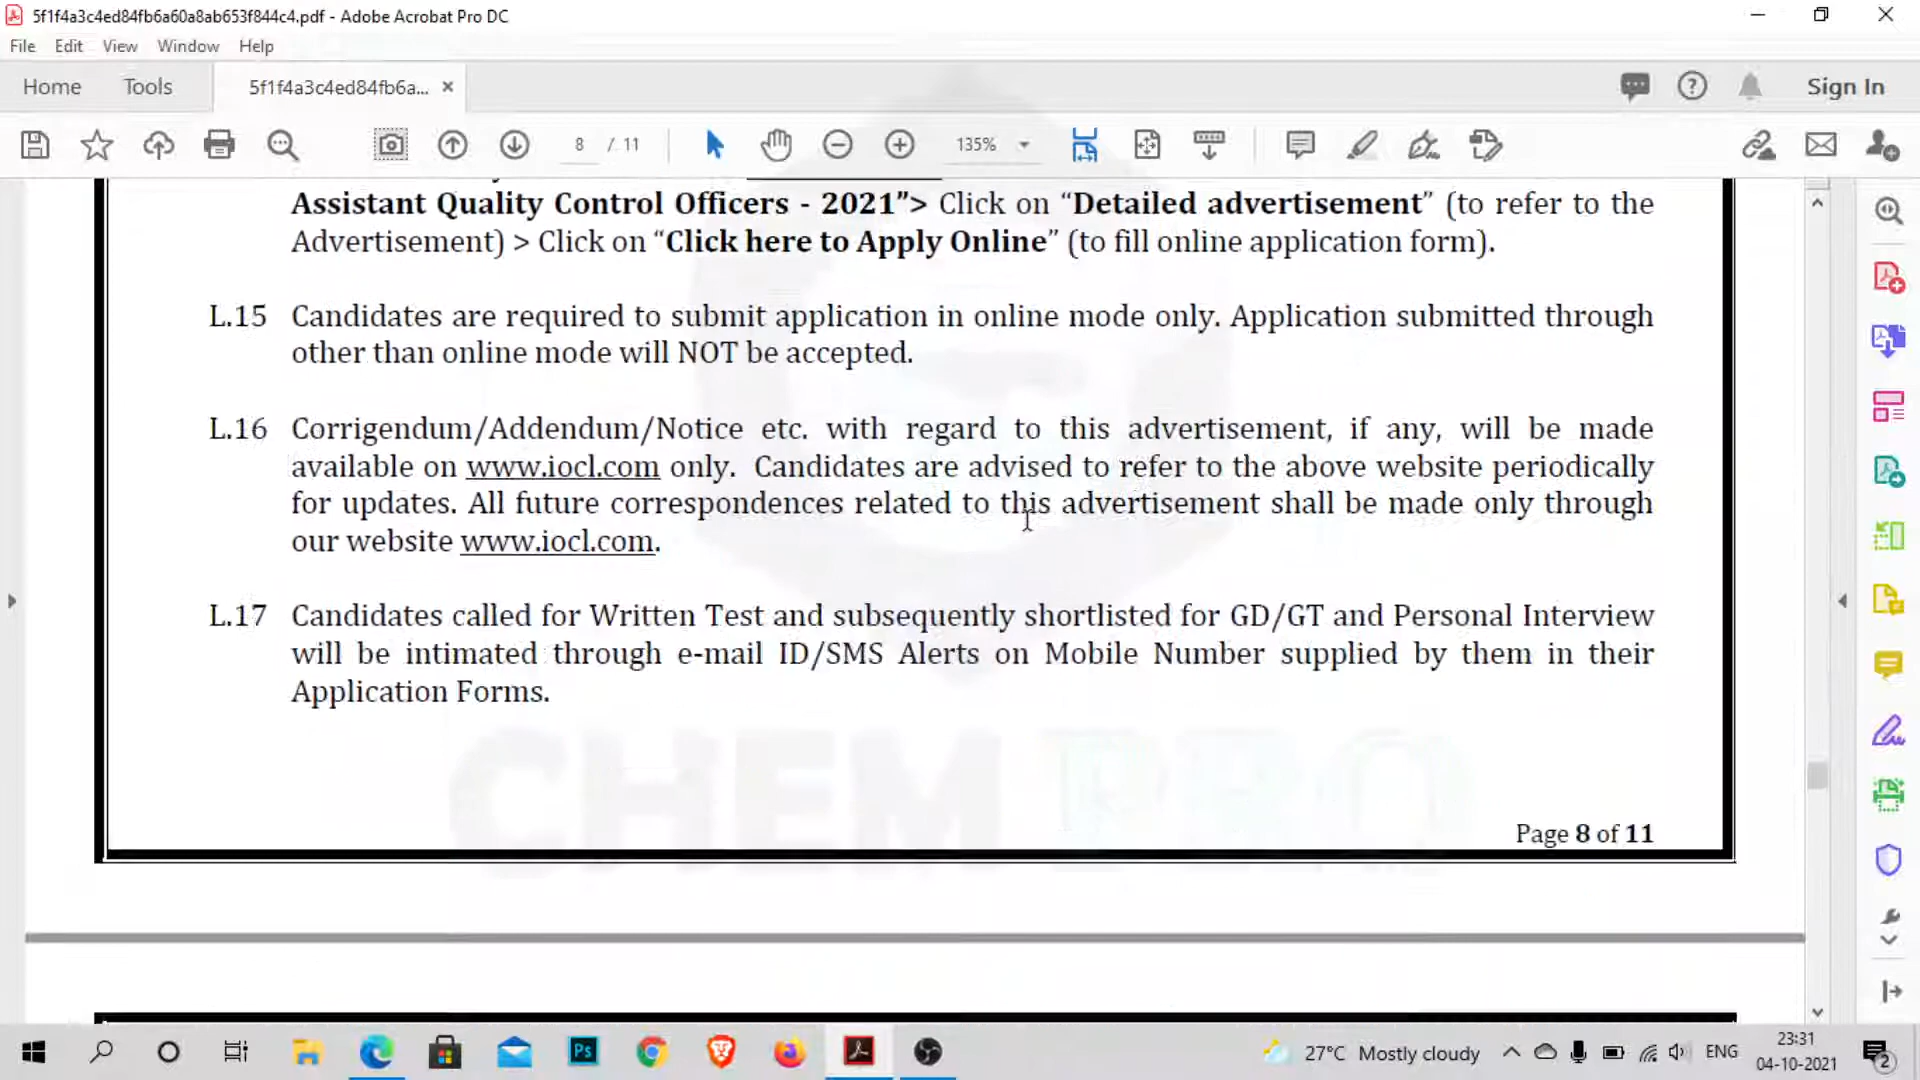 5f1f4a3c4ed84fb6a60a8ab653f844c4.pdf - Adobe Acrobat Pro DC
File Edit View Window Help
Home Tools 5f1f4a3c4ed84fb6a... × Sign In
8 / 11 135%
Assistant Quality Control Officers - 2021”> Click on “Detailed advertisement” (to refer to the
Advertisement) > Click on “Click here to Apply Online” (to fill online application form).
L.15 Candidates are required to submit application in online mode only. Application submitted through
other than online mode will NOT be accepted.
L.16 Corrigendum/Addendum/Notice etc. with regard to this advertisement, if any, will be made
available on www.iocl.com only. Candidates are advised to refer to the above website periodically
for updates. All future correspondences related to this advertisement shall be made only through
our website www.iocl.com.
L.17 Candidates called for Written Test and subsequently shortlisted for GD/GT and Personal Interview
will be intimated through e-mail ID/SMS Alerts on Mobile Number supplied by them in their
Application Forms.
CHEM PRO
Page 8 of 11
Ps
27°C Mostly cloudy ENG
23:31
04-10-2021
2